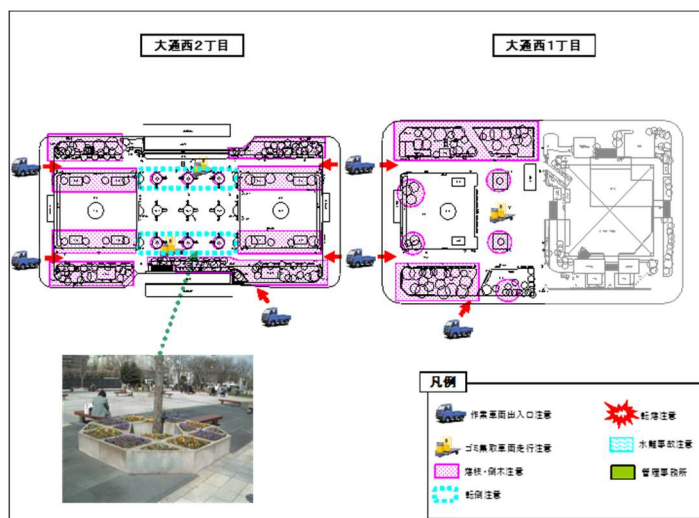 大通西2丁目
大通西1丁目
凡例
作業車両出入口注意
転落注意
ゴミ集取車両走行注意
水難事故注意
落枝・倒木注意
管理事務所
転倒注意